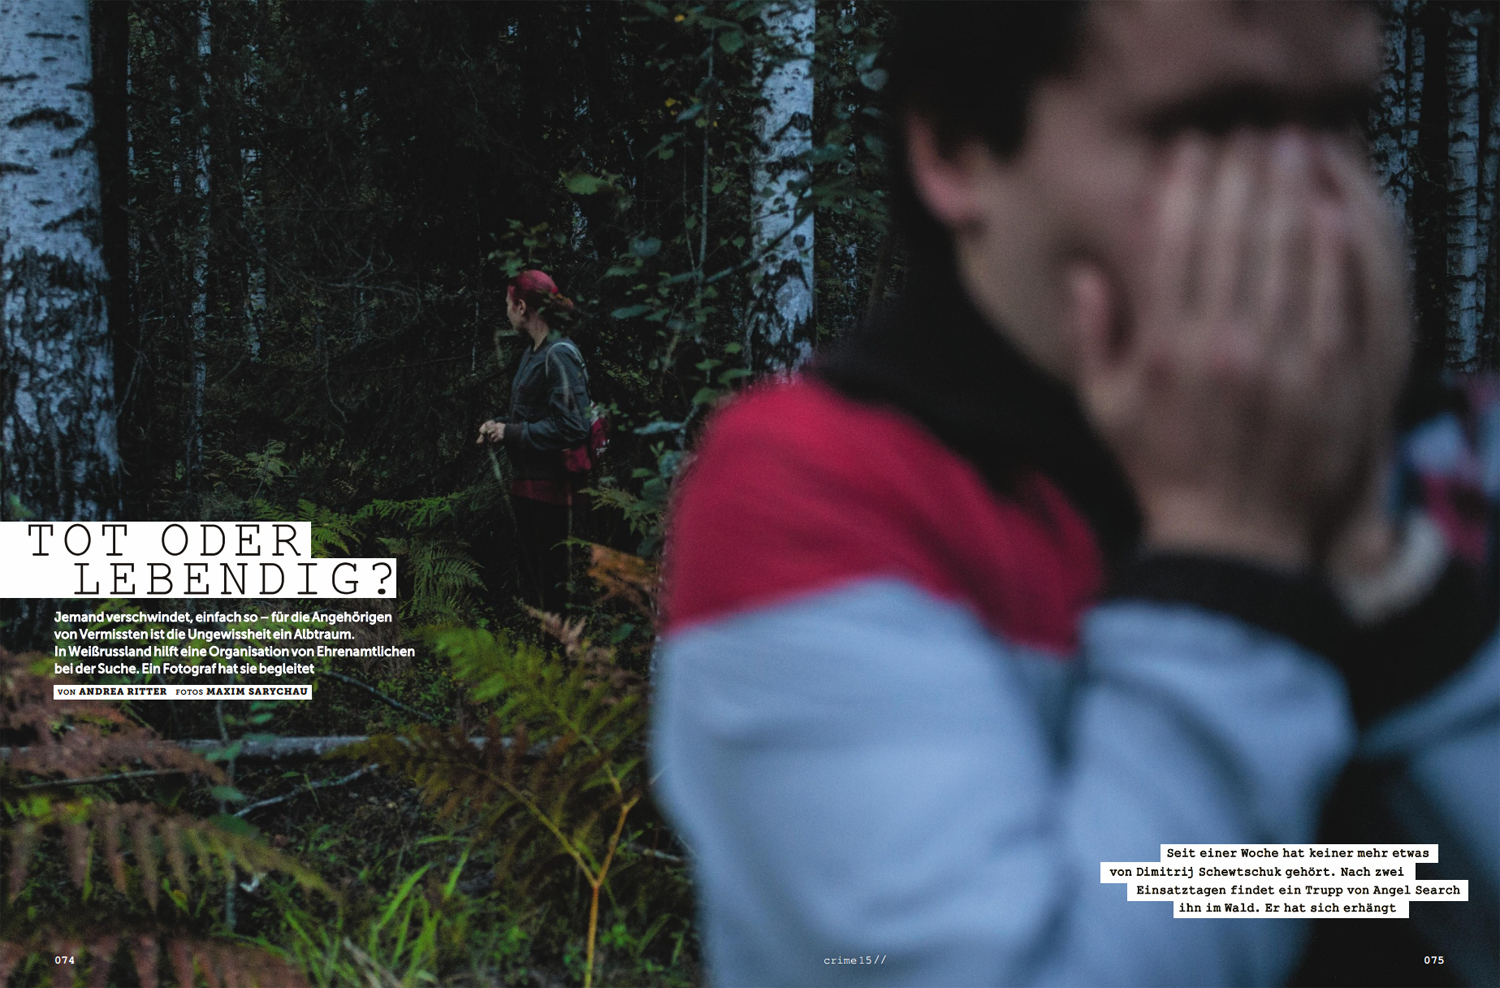 TOT ODER
LEBENDIG?
Jemand verschwindet, einfach so – für die Angehörigen
von Vermissten ist die Ungewissheit ein Albtraum.
In Weißrussland hilft eine Organisation von Ehrenamtlichen
bei der Suche. Ein Fotograf hat sie begleitet
VON ANDREA RITTER FOTOS MAXIM SARYCHAU
Seit einer Woche hat keiner mehr etwas
von Dimitrij Schewtschuk gehört. Nach zwei
Einsatztagen findet ein Trupp von Angel Search
ihn im Wald. Er hat sich erhängt
074
crime15//
075